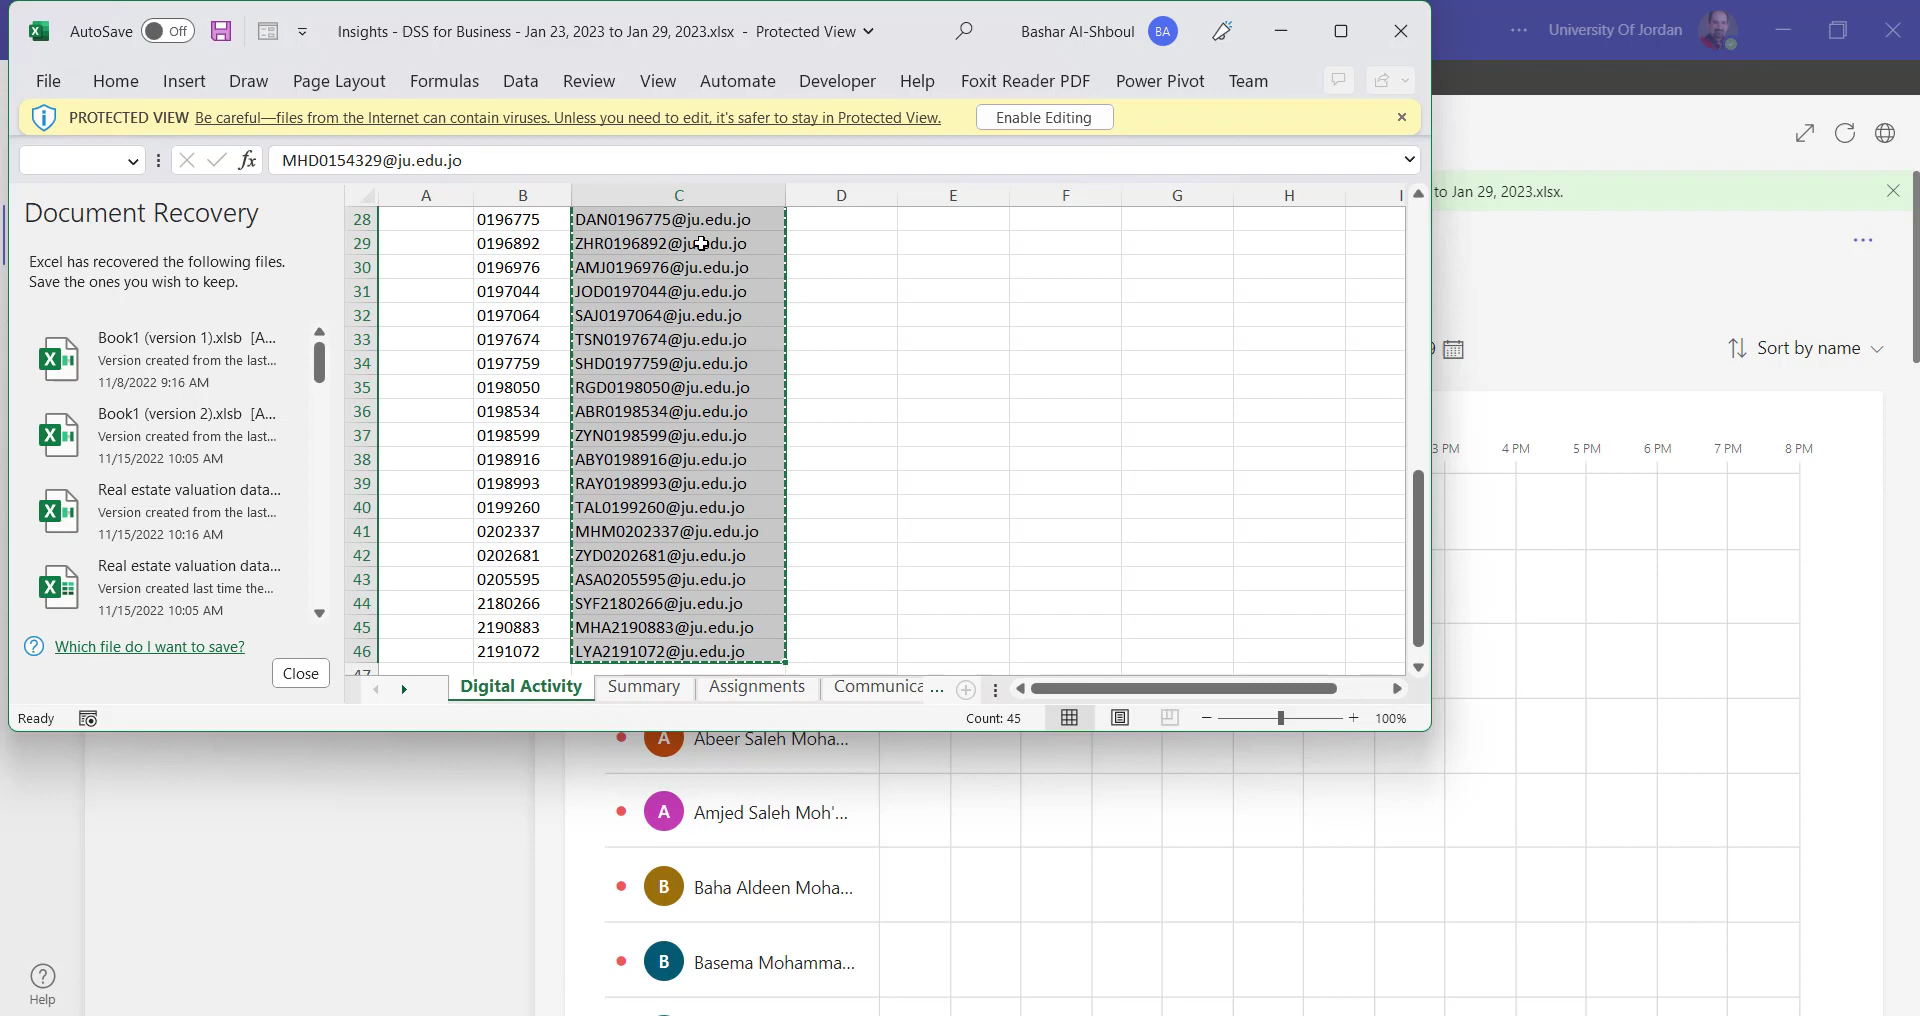 AutoSave Off Insights - DSS for Business - Jan 23, 2023 to Jan 29, 2023.xlsx - Protected View Bashar Al-Shboul BA
University Of Jordan
File Home Insert Draw Page Layout Formulas Data Review View Automate Developer Help Foxit Reader PDF Power Pivot Team
PROTECTED VIEW Be careful—files from the Internet can contain viruses. Unless you need to edit, it's safer to stay in Protected View. Enable Editing
fx MHD0154329@ju.edu.jo
to Jan 29, 2023.xlsx.
Document Recovery
Excel has recovered the following files.
Save the ones you wish to keep.
Book1 (version 1).xlsb [A...
Version created from the last...
11/8/2022 9:16 AM
Book1 (version 2).xlsb [A...
Version created from the last...
11/15/2022 10:05 AM
Real estate valuation data...
Version created from the last...
11/15/2022 10:16 AM
Real estate valuation data...
Version created last time the...
11/15/2022 10:05 AM
Which file do I want to save?
Close
A B C D E F G H I
28 0196775 DAN0196775@ju.edu.jo
29 0196892 ZHR0196892@ju.edu.jo
30 0196976 AMJ0196976@ju.edu.jo
31 0197044 JOD0197044@ju.edu.jo
32 0197064 SAJ0197064@ju.edu.jo
33 0197674 TSN0197674@ju.edu.jo
34 0197759 SHD0197759@ju.edu.jo
35 0198050 RGD0198050@ju.edu.jo
36 0198534 ABR0198534@ju.edu.jo
37 0198599 ZYN0198599@ju.edu.jo
38 0198916 ABY0198916@ju.edu.jo
39 0198993 RAY0198993@ju.edu.jo
40 0199260 TAL0199260@ju.edu.jo
41 0202337 MHM0202337@ju.edu.jo
42 0202681 ZYD0202681@ju.edu.jo
43 0205595 ASA0205595@ju.edu.jo
44 2180266 SYF2180266@ju.edu.jo
45 2190883 MHA2190883@ju.edu.jo
46 2191072 LYA2191072@ju.edu.jo
47
Digital Activity Summary Assignments Communica ...
Ready Count: 45 100%
Sort by name
3 PM 4 PM 5 PM 6 PM 7 PM 8 PM
A Abeer Saleh Moha...
A Amjed Saleh Moh'...
B Baha Aldeen Moha...
B Basema Mohamma...
Help